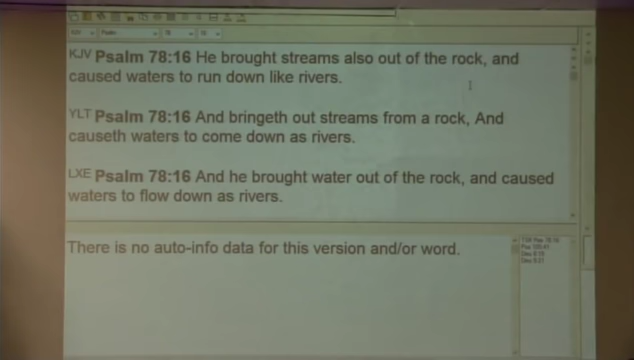 KJV Psalm 78:16 He brought streams also out of the rock, and
caused waters to run down like rivers.
YLT Psalm 78:16 And bringeth out streams from a rock, And
causeth waters to come down as rivers.
LXE Psalm 78:16 And he brought water out of the rock, and caused
waters to flow down as rivers.
There is no auto-info data for this version and/or word.